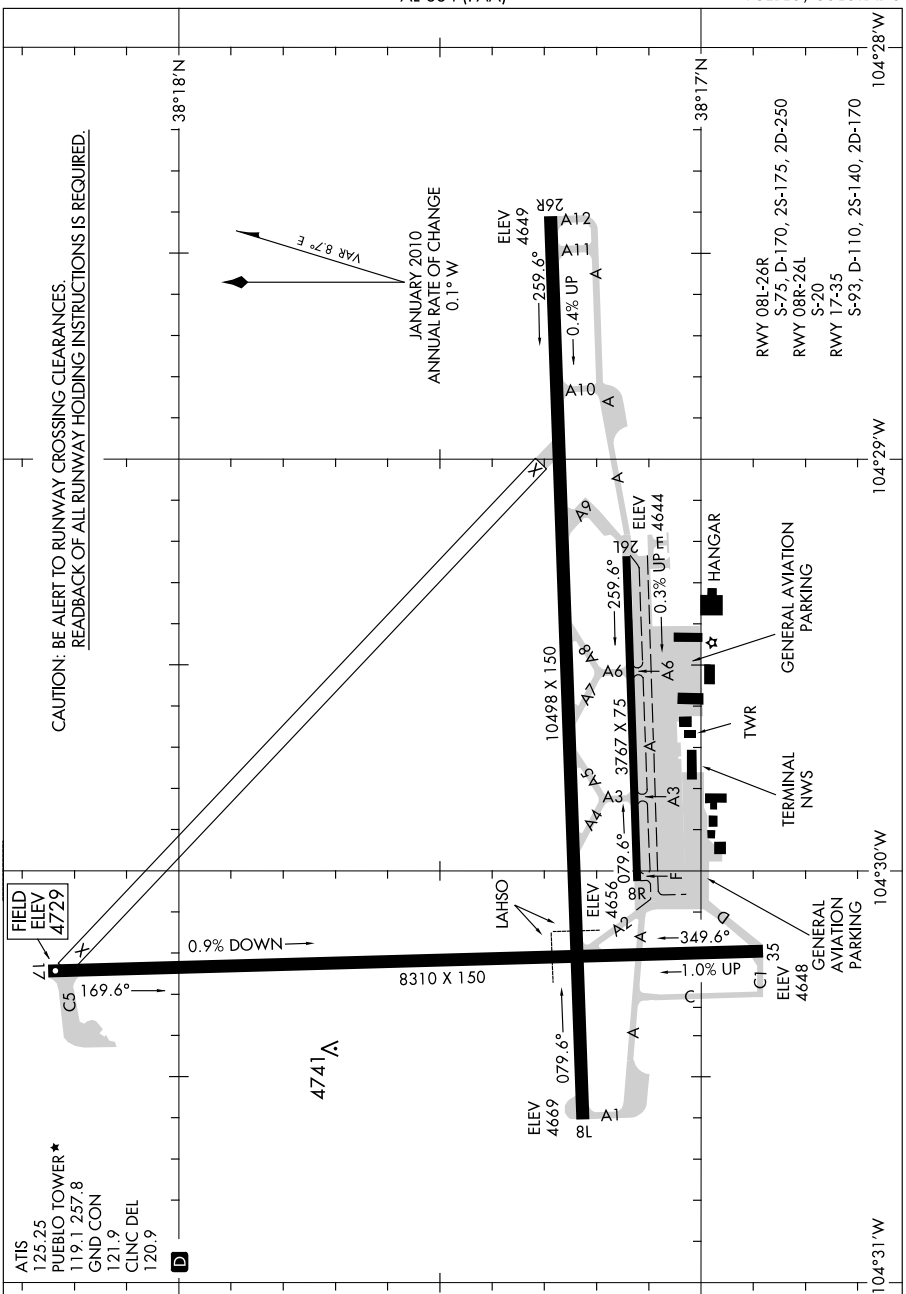 AL-334 (FAA)
ATIS
125.25
PUEBLO TOWER★
119.1 257.8
GND CON
121.9
CLNC DEL
120.9
D
CAUTION: BE ALERT TO RUNWAY CROSSING CLEARANCES.
READBACK OF ALL RUNWAY HOLDING INSTRUCTIONS IS REQUIRED.
FIELD
ELEV
4729
17
X
C5
169.6°
0.9% DOWN
8310 X 150
4741
38°18'N
VAR 8.7° E
JANUARY 2010
ANNUAL RATE OF CHANGE
0.1° W
ELEV
4649
26R
A12
A11
A
259.6°
0.4% UP
A10
A
X
A
A9
10498 X 150
A8
A7
A5
A4
LAHSO
079.6°
ELEV
4669
8L
A1
A
A2
A
ELEV
4656
8R
079.6°
F
A3
A3
3767 X 75
A
A6
A6
259.6°
0.3% UP
26L
E
ELEV
4644
349.6°
1.0% UP
C
C1
35
ELEV
4648
D
GENERAL
AVIATION
PARKING
TERMINAL
NWS
TWR
GENERAL AVIATION
PARKING
HANGAR
38°17'N
RWY 08L-26R
S-75, D-170, 2S-175, 2D-250
RWY 08R-26L
S-20
RWY 17-35
S-93, D-110, 2S-140, 2D-170
104°31'W
104°30'W
104°29'W
104°28'W